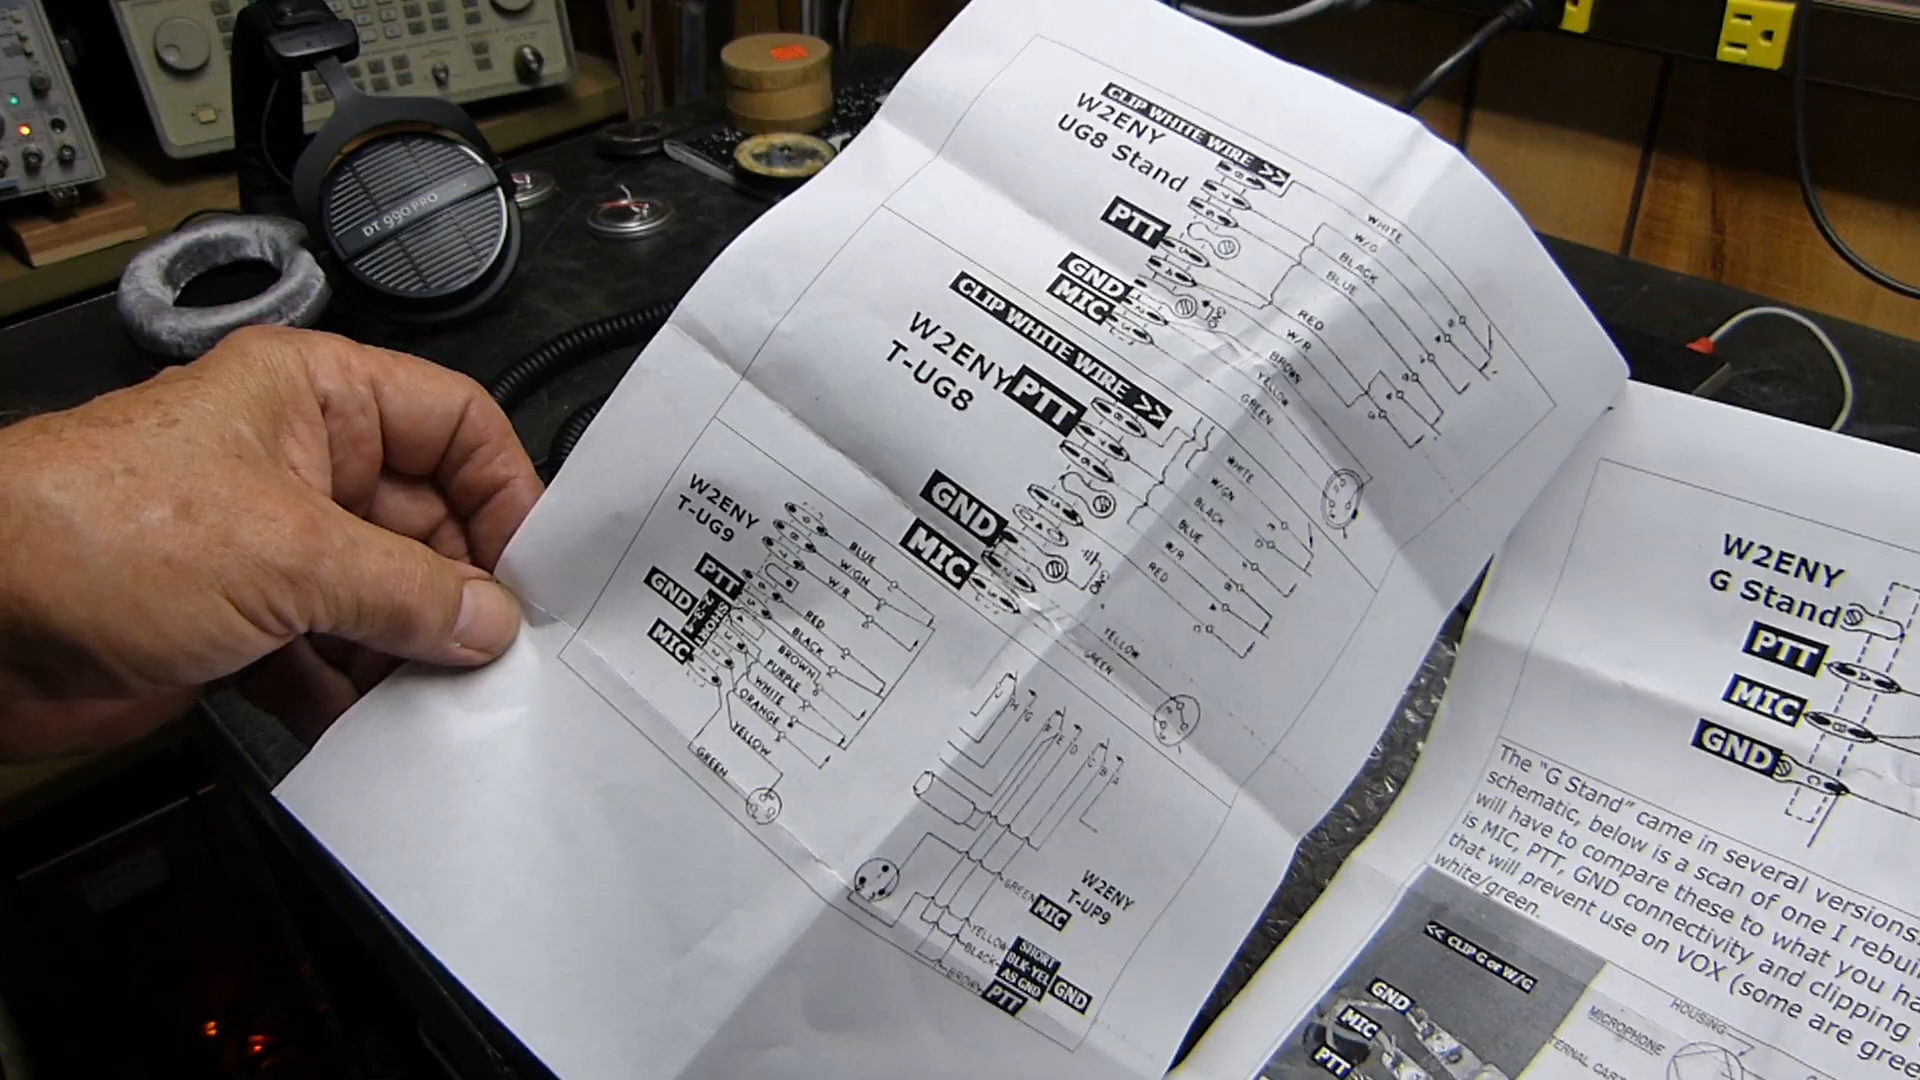 DT 990 PRO
CLIP WHITE WIRE >>
W2ENY
UG8 Stand
PTT
GND
MIC
WHITE
W/G
BLACK
BLUE
RED
W/R
BROWN
YELLOW
GREEN
CLIP WHITE WIRE >>
W2ENY
T-UG8
PTT
GND
MIC
WHITE
W/GN
BLACK
BLUE
W/R
RED
YELLOW
GREEN
GND
W2ENY
T-UG9
PTT
GND
MIC
SHORT
2-3-4
BLUE
W/GN
W/R
RED
BLACK
BROWN
PURPLE
WHITE
ORANGE
YELLOW
GREEN
W2ENY
T-UP9
GREEN
MIC
YELLOW
BLACK
BROWN
SHORT
BLK-YEL
AS GND
GND
PTT
W2ENY
G Stand
PTT
MIC
GND
The "G Stand" came in several versions.
schematic, below is a scan of one I rebui
will have to compare these to what you ha
is MIC, PTT, GND connectivity and clipping
that will prevent use on VOX (some are gree
white/green.
<< CLIP G or W/G
GND
MIC
PTT
HOUSING
MICROPHONE